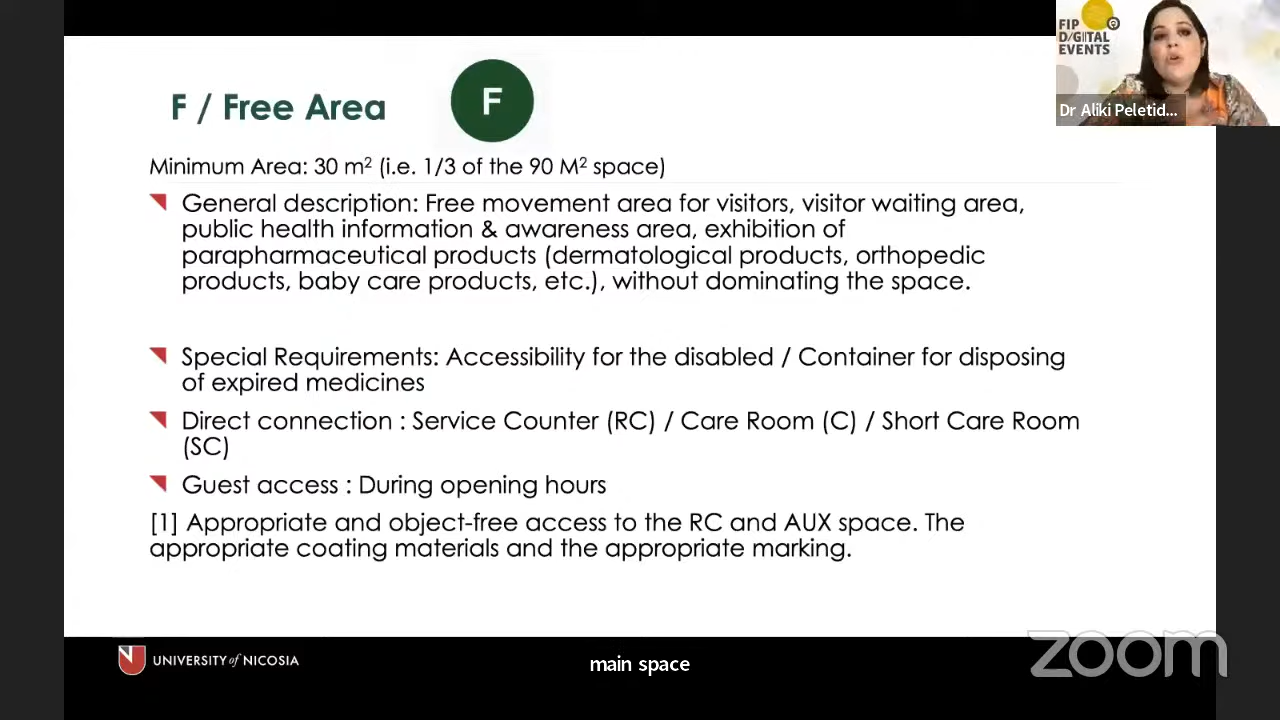 FIP
D/G/TAL
EVENTS
Dr Aliki Peletid...
F / Free Area
F
Minimum Area: 30 m² (i.e. 1/3 of the 90 M² space)
General description: Free movement area for visitors, visitor waiting area,
public health information & awareness area, exhibition of
parapharmaceutical products (dermatological products, orthopedic
products, baby care products, etc.), without dominating the space.
Special Requirements: Accessibility for the disabled / Container for disposing
of expired medicines
Direct connection : Service Counter (RC) / Care Room (C) / Short Care Room
(SC)
Guest access : During opening hours
[1] Appropriate and object-free access to the RC and AUX space. The
appropriate coating materials and the appropriate marking.
N UNIVERSITY of NICOSIA
main space
zoom